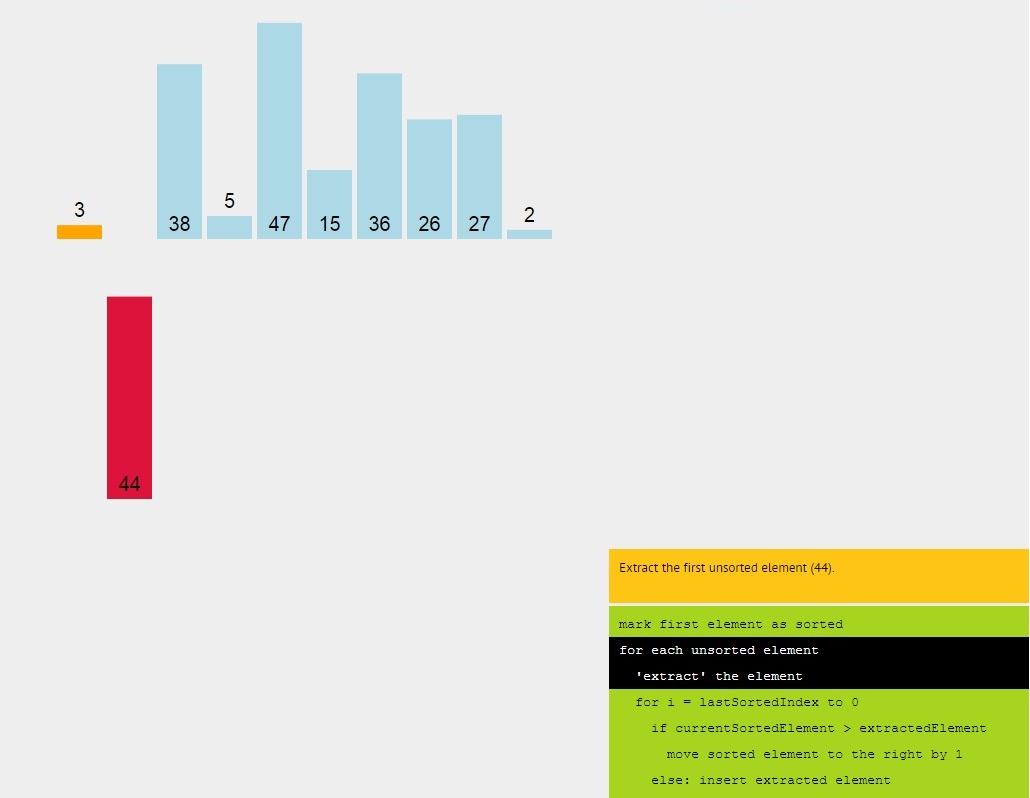 3
5
38
47
15
36
26
27
2
44
Extract the first unsorted element (44).
mark first element as sorted
for each unsorted element
'extract' the element
for i = lastSortedIndex to 0
if currentSortedElement > extractedElement
move sorted element to the right by 1
else: insert extracted element